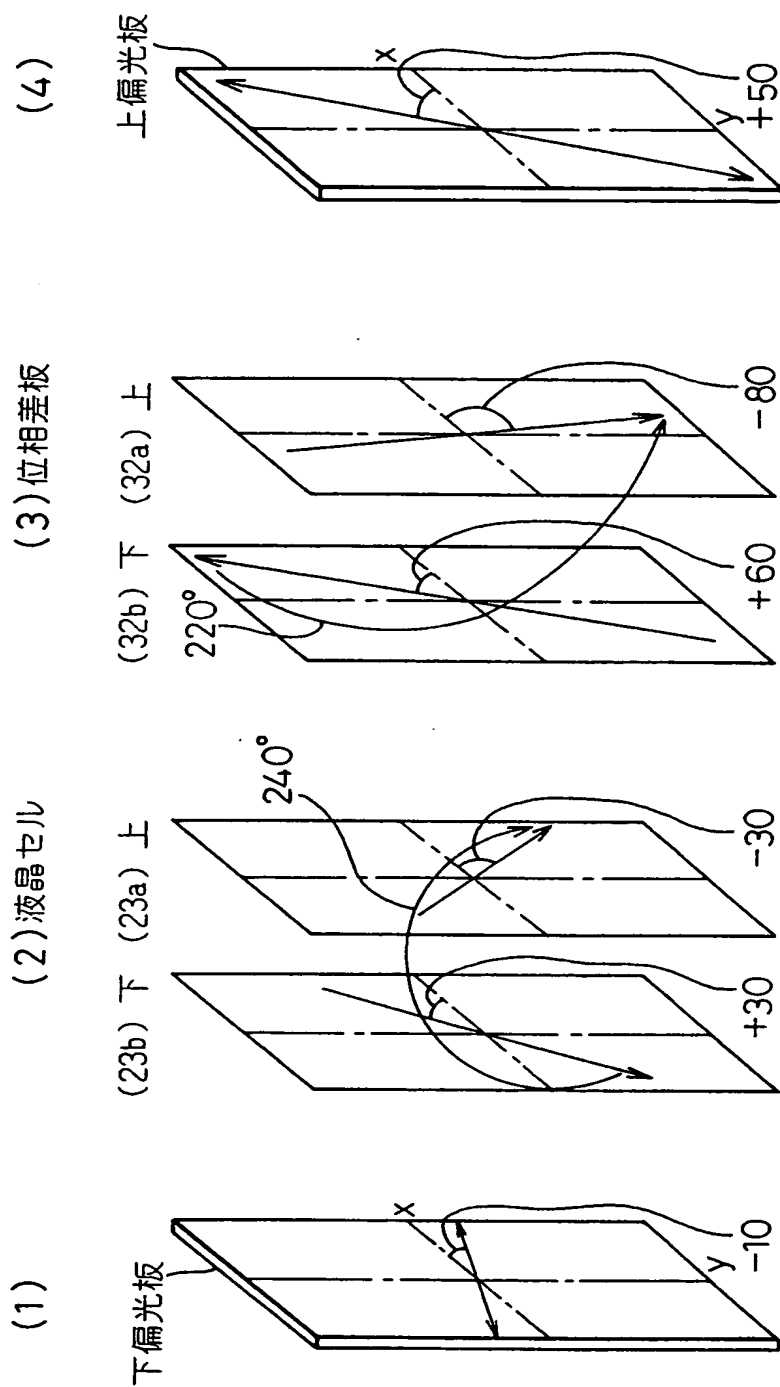 (1)
下偏光板
x
y
-10
(2)液晶セル
(23b) 下
(23a) 上
240°
+30
-30
(3)位相差板
(32b) 下
(32a) 上
220°
+60
-80
(4)
上偏光板
x
y
+50